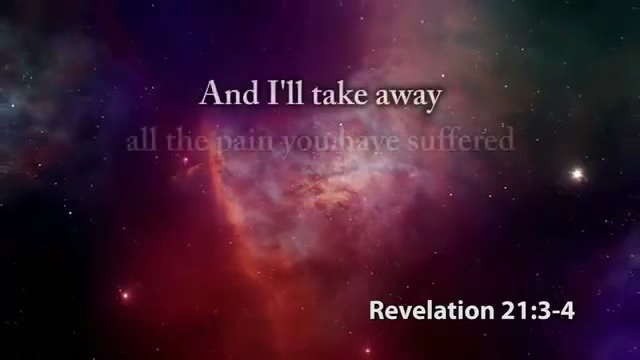 And I'll take away
all the pain you have suffered
Revelation 21:3-4